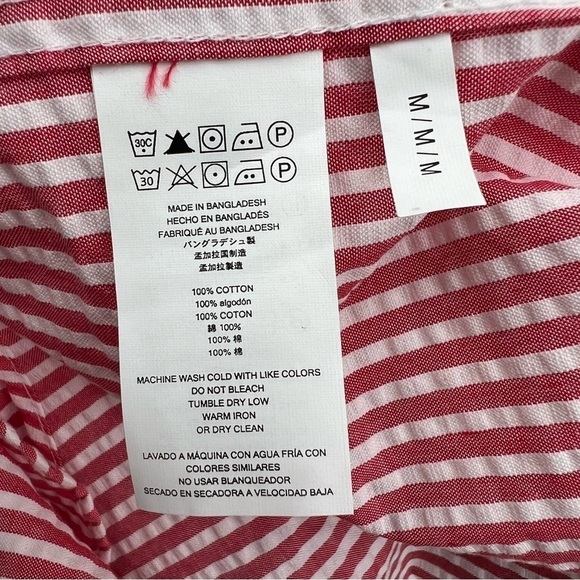 30C P
30 P
MADE IN BANGLADESH
HECHO EN BANGLADÉS
FABRIQUÉ AU BANGLADESH
バングラデシュ製
孟加拉国制造
孟加拉製造
100% COTTON
100% algodón
100% COTON
綿 100%
100% 棉
100% 棉
MACHINE WASH COLD WITH LIKE COLORS
DO NOT BLEACH
TUMBLE DRY LOW
WARM IRON
OR DRY CLEAN
LAVADO A MÁQUINA CON AGUA FRÍA CON
COLORES SIMILARES
NO USAR BLANQUEADOR
SECADO EN SECADORA A VELOCIDAD BAJA
M / M / M